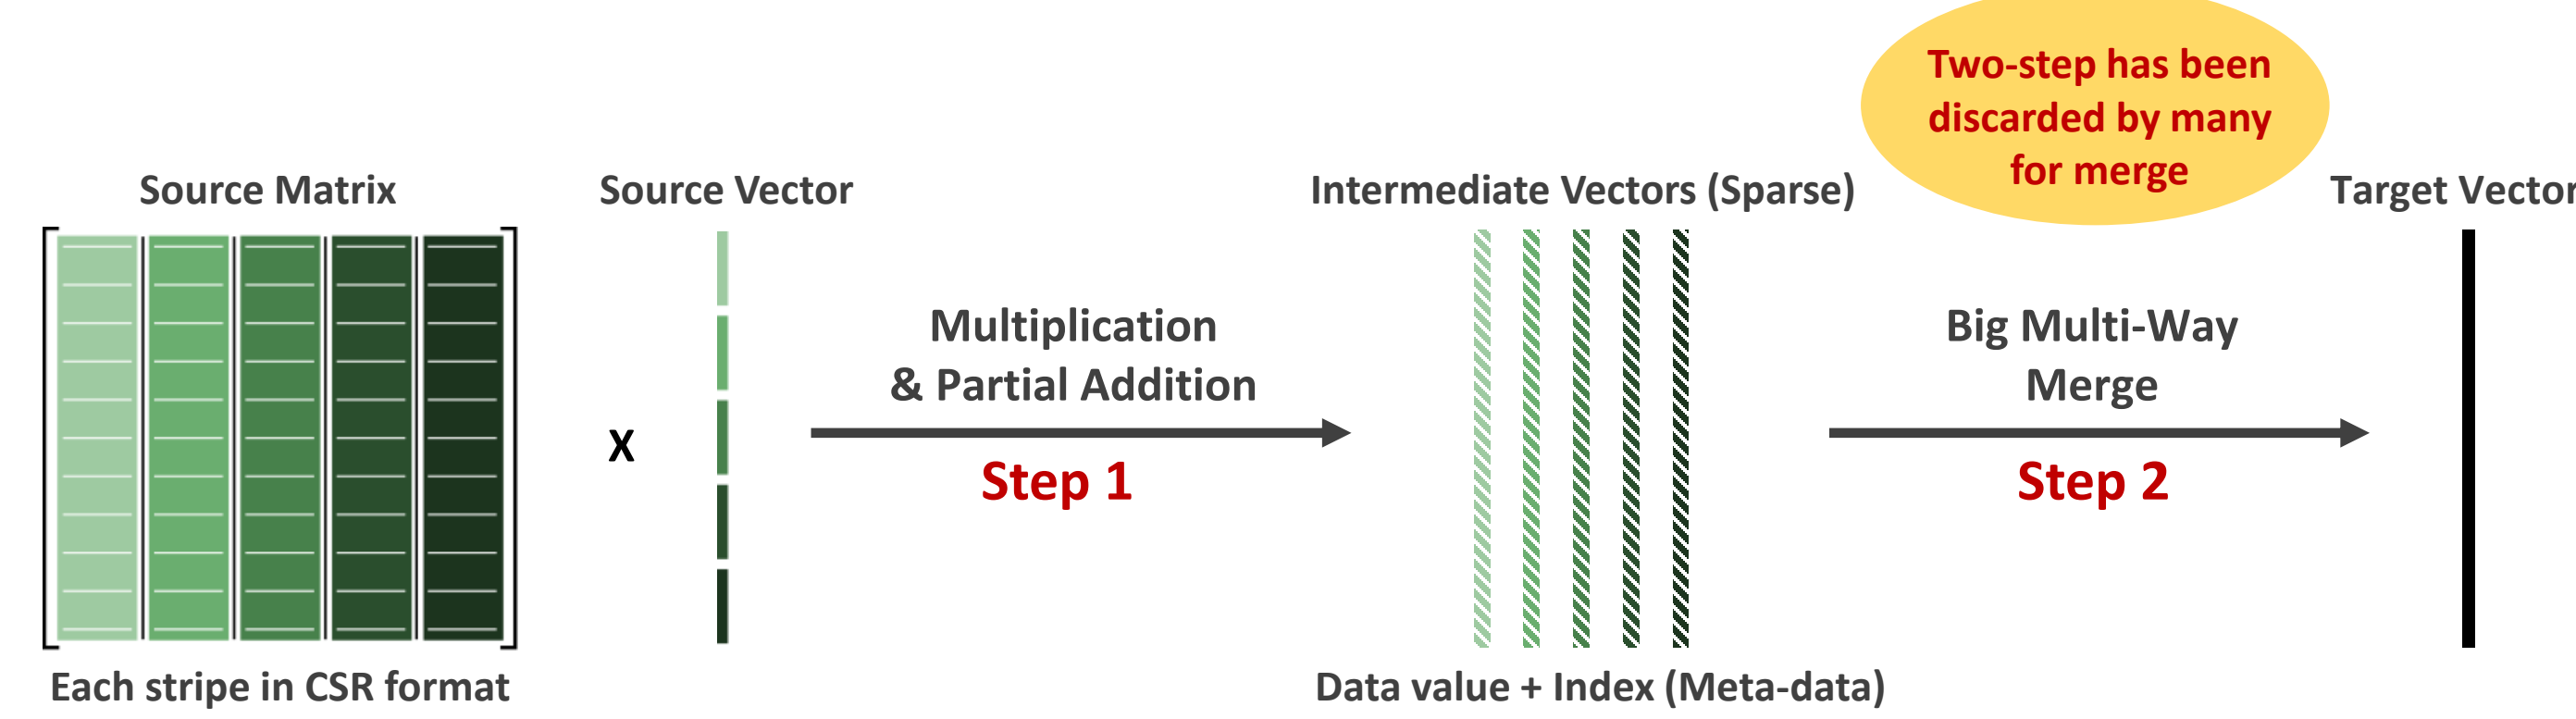 Two-step has been
discarded by many
for merge
Source Matrix
Source Vector
Intermediate Vectors (Sparse)
Target Vector
Multiplication
& Partial Addition
Big Multi-Way
Merge
X
Step 1
Step 2
Each stripe in CSR format
Data value + Index (Meta-data)